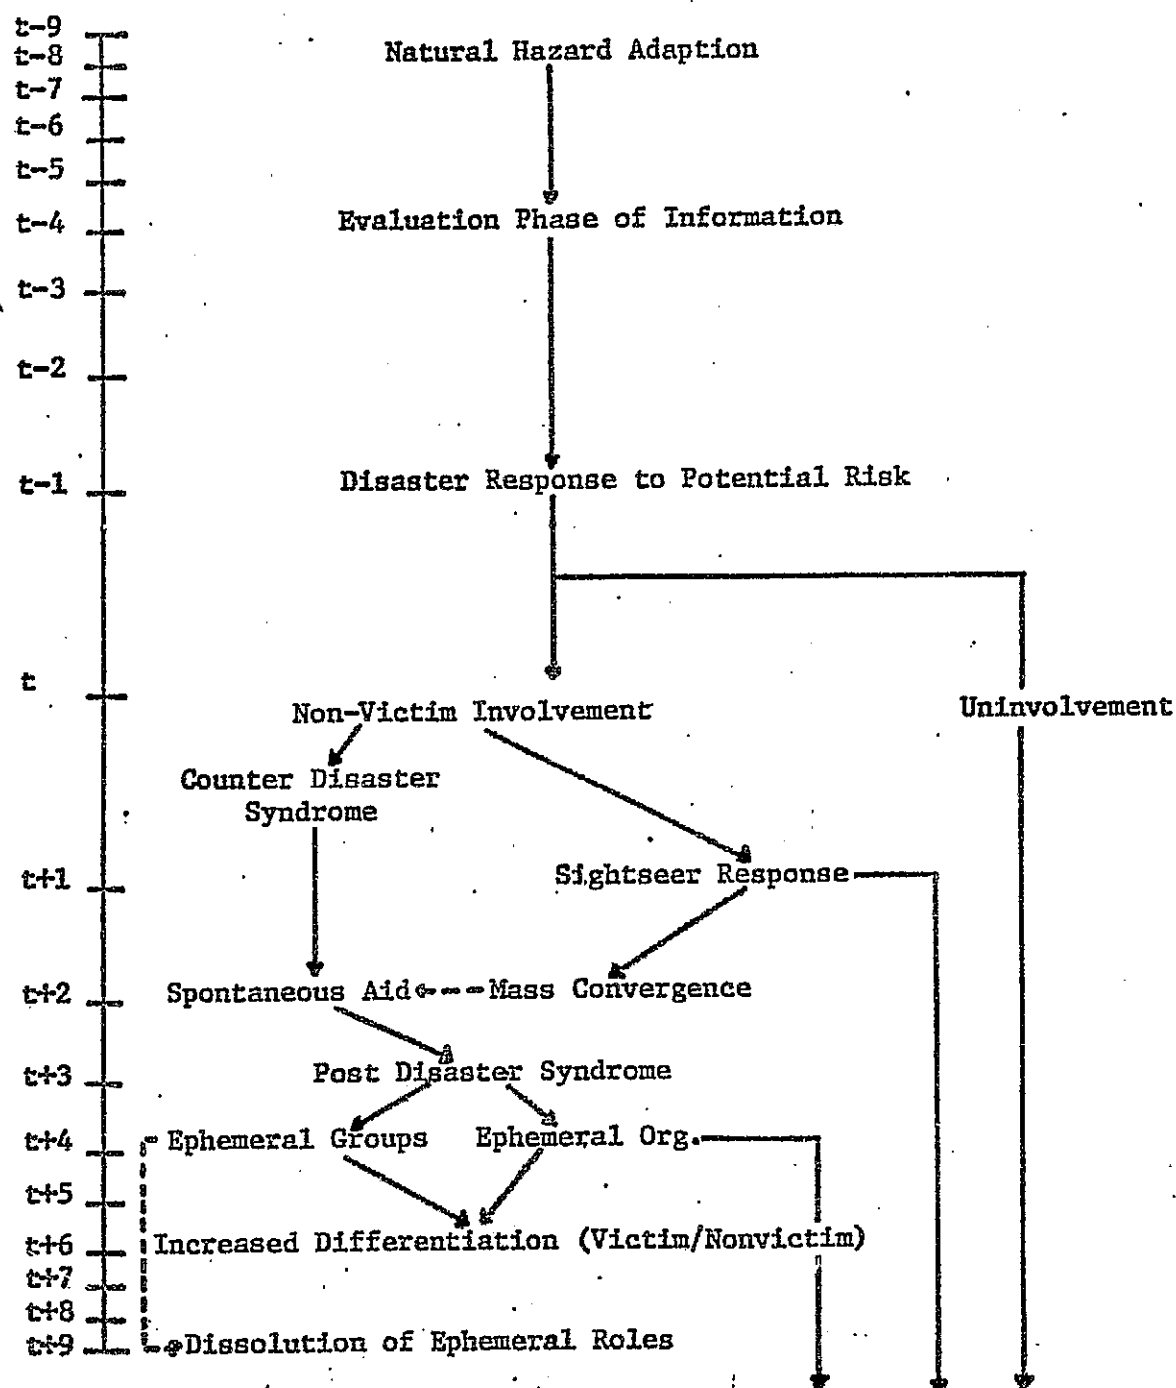 t-9
t-8
Natural Hazard Adaption
t-7
t-6
t-5
t-4
Evaluation Phase of Information
t-3
t-2
t-1
Disaster Response to Potential Risk
t
Non-Victim Involvement
Uninvolvement
Counter Disaster
Syndrome
t+1
Sightseer Response
t+2
Spontaneous Aid
Mass Convergence
t+3
Post Disaster Syndrome
t+4
Ephemeral Groups
Ephemeral Org.
t+5
t+6
Increased Differentiation (Victim/Nonvictim)
t+7
t+8
t+9
Dissolution of Ephemeral Roles